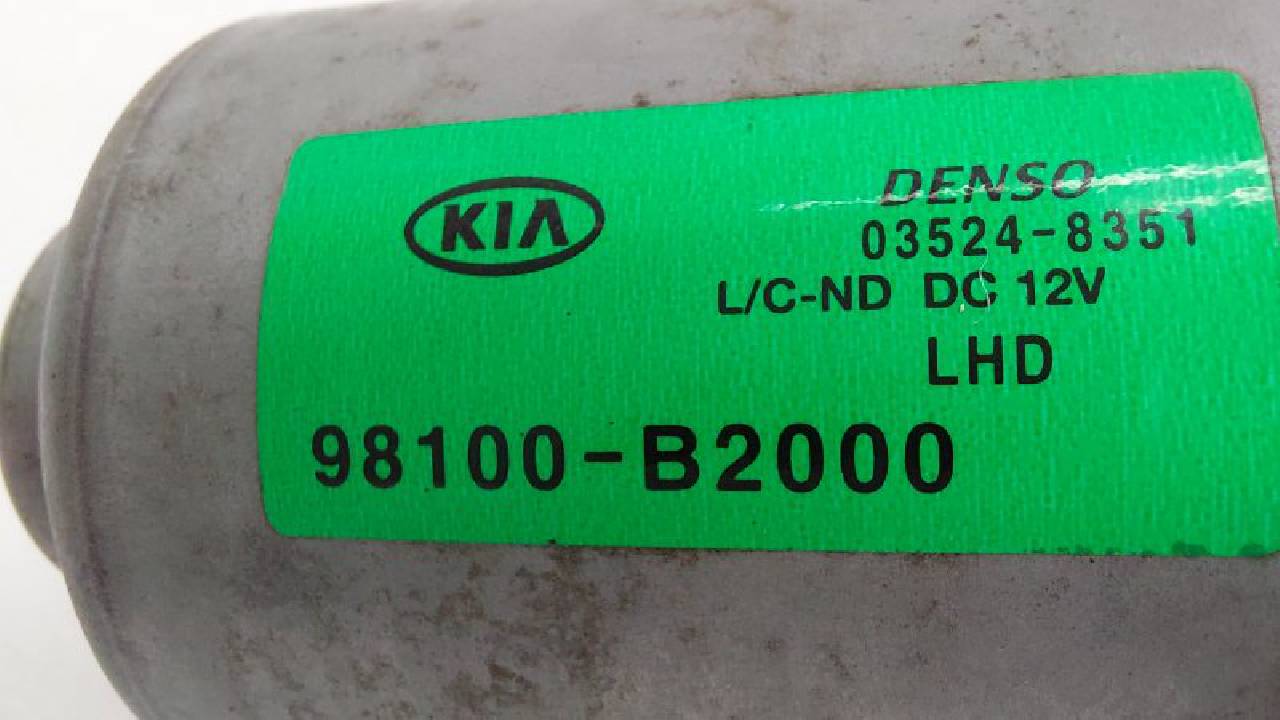 KIA
DENSO
03524-8351
L/C-ND DC 12V
LHD
98100-B2000